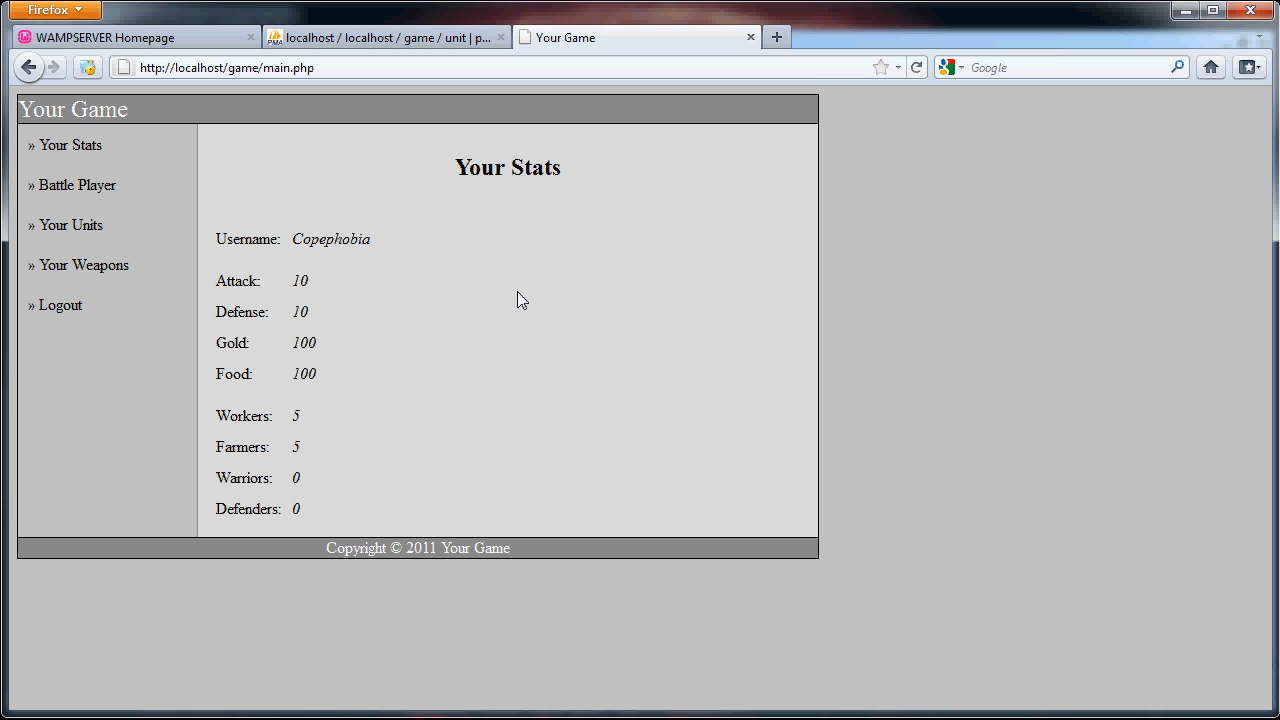 Firefox
WAMPSERVER Homepage
localhost / localhost / game / unit | p...
Your Game
http://localhost/game/main.php
Google
Your Game
» Your Stats
» Battle Player
» Your Units
» Your Weapons
» Logout
Your Stats
Username: Copephobia
Attack: 10
Defense: 10
Gold: 100
Food: 100
Workers: 5
Farmers: 5
Warriors: 0
Defenders: 0
Copyright © 2011 Your Game